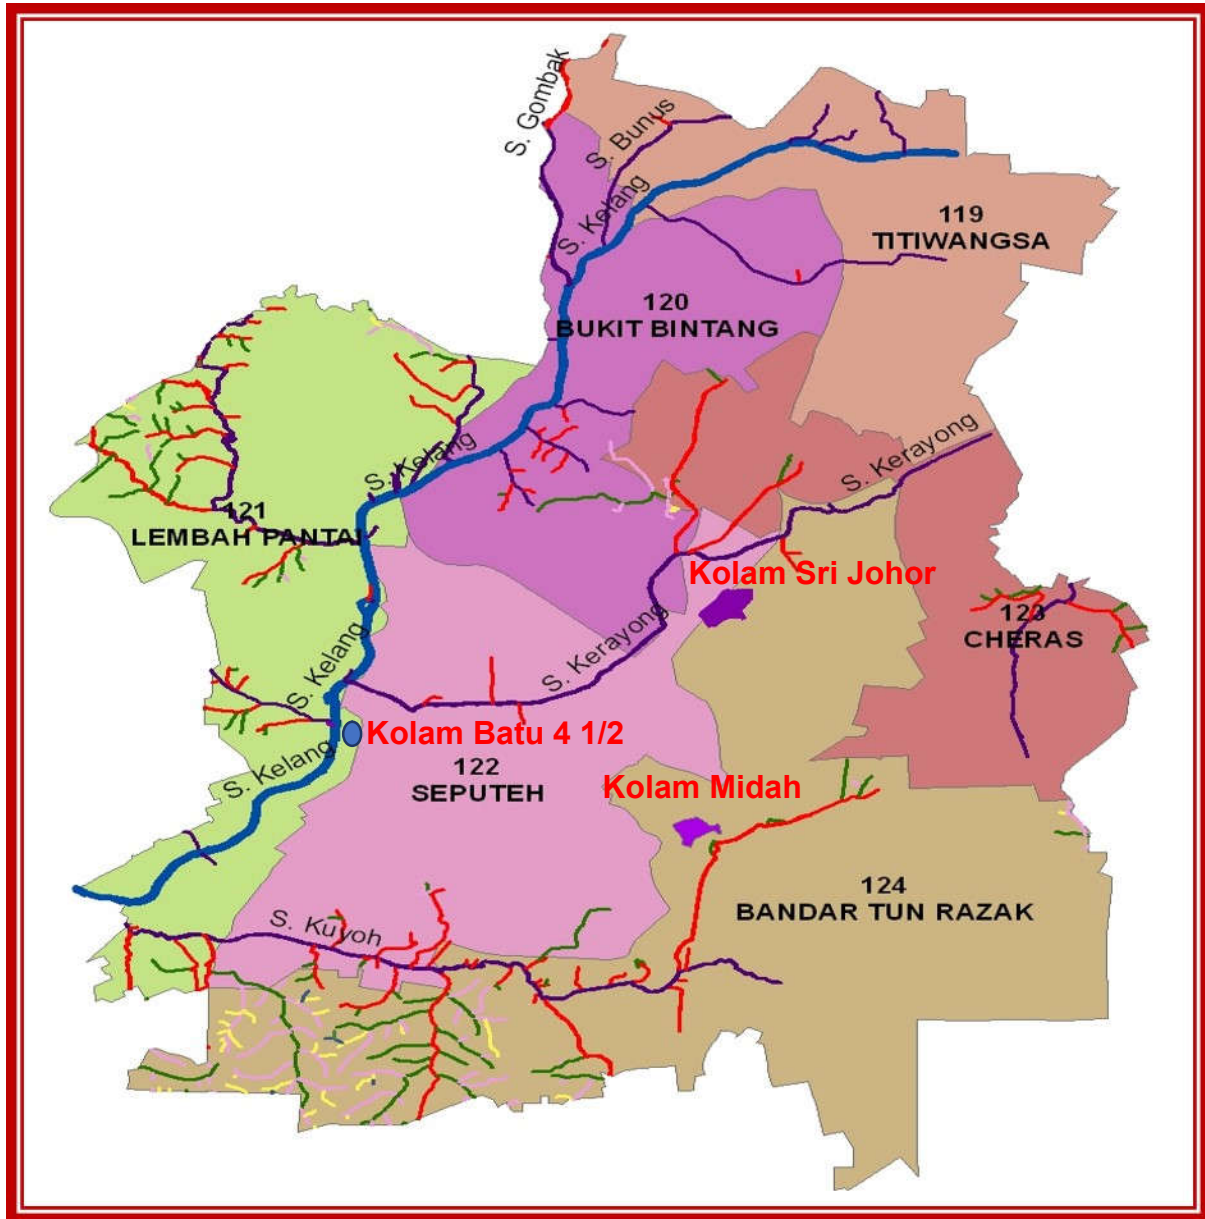 S. Gombak
S. Bunus
S. Kelang
119
TITIWANGSA
120
BUKIT BINTANG
S. Kelang
S. Kerayong
121
LEMBAH PANTAI
Kolam Sri Johor
123
CHERAS
S. Kerayong
S. Kelang
Kolam Batu 4 1/2
S. Kelang
122
SEPUTEH
Kolam Midah
124
BANDAR TUN RAZAK
S. Kuyoh